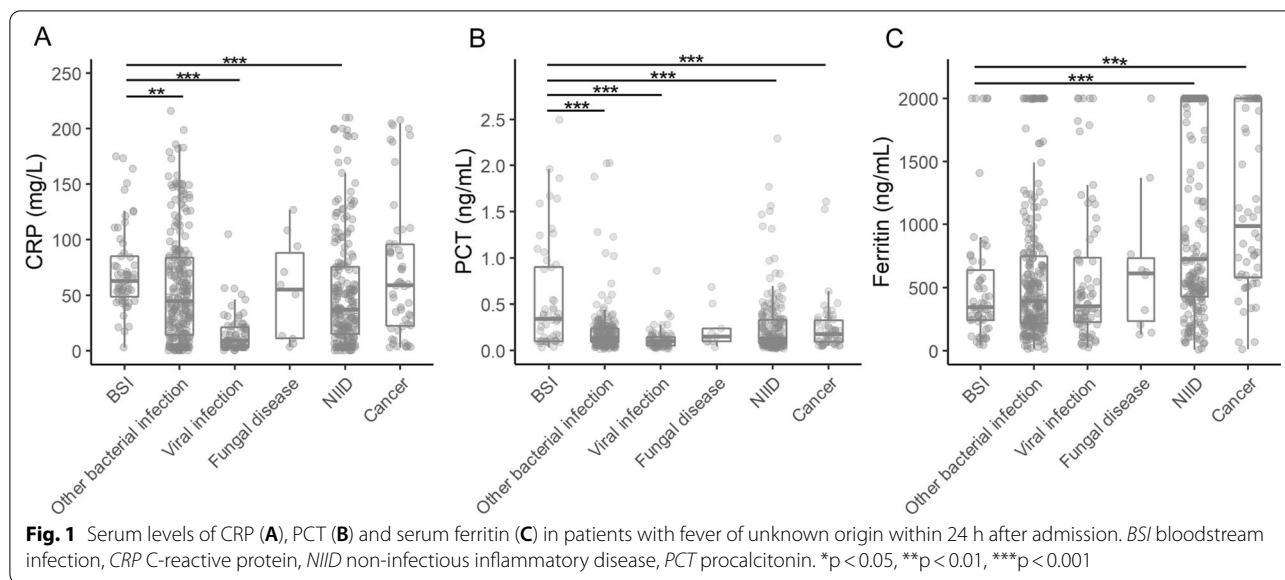 A
CRP (mg/L)
250
200
150
100
50
0
***
***
**
BSI
Other bacterial infection
Viral infection
Fungal disease
NIID
Cancer
B
PCT (ng/mL)
2.5
2.0
1.5
1.0
0.5
0.0
***
***
***
***
BSI
Other bacterial infection
Viral infection
Fungal disease
NIID
Cancer
C
Ferritin (ng/mL)
2000
1500
1000
500
0
***
***
BSI
Other bacterial infection
Viral infection
Fungal disease
NIID
Cancer
Fig. 1 Serum levels of CRP (A), PCT (B) and serum ferritin (C) in patients with fever of unknown origin within 24 h after admission. BSI bloodstream
infection, CRP C-reactive protein, NIID non-infectious inflammatory disease, PCT procalcitonin. *p < 0.05, **p < 0.01, ***p < 0.001